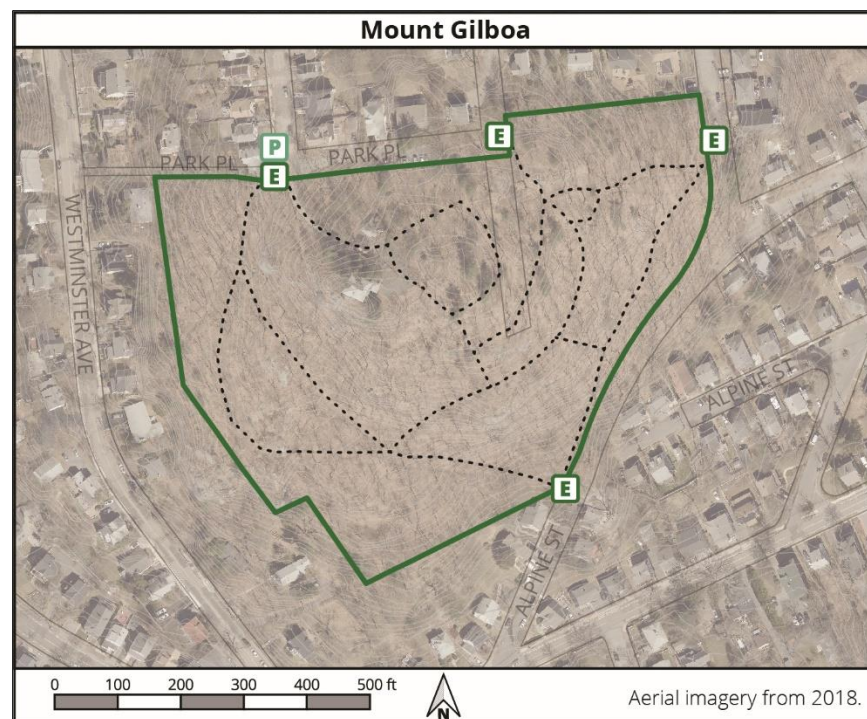 Mount Gilboa
P
E
PARK PL
PARK PL
E
E
WESTMINSTER AVE
ALPINE ST
E
ALPINE ST
0 100 200 300 400 500 ft
N
Aerial imagery from 2018.